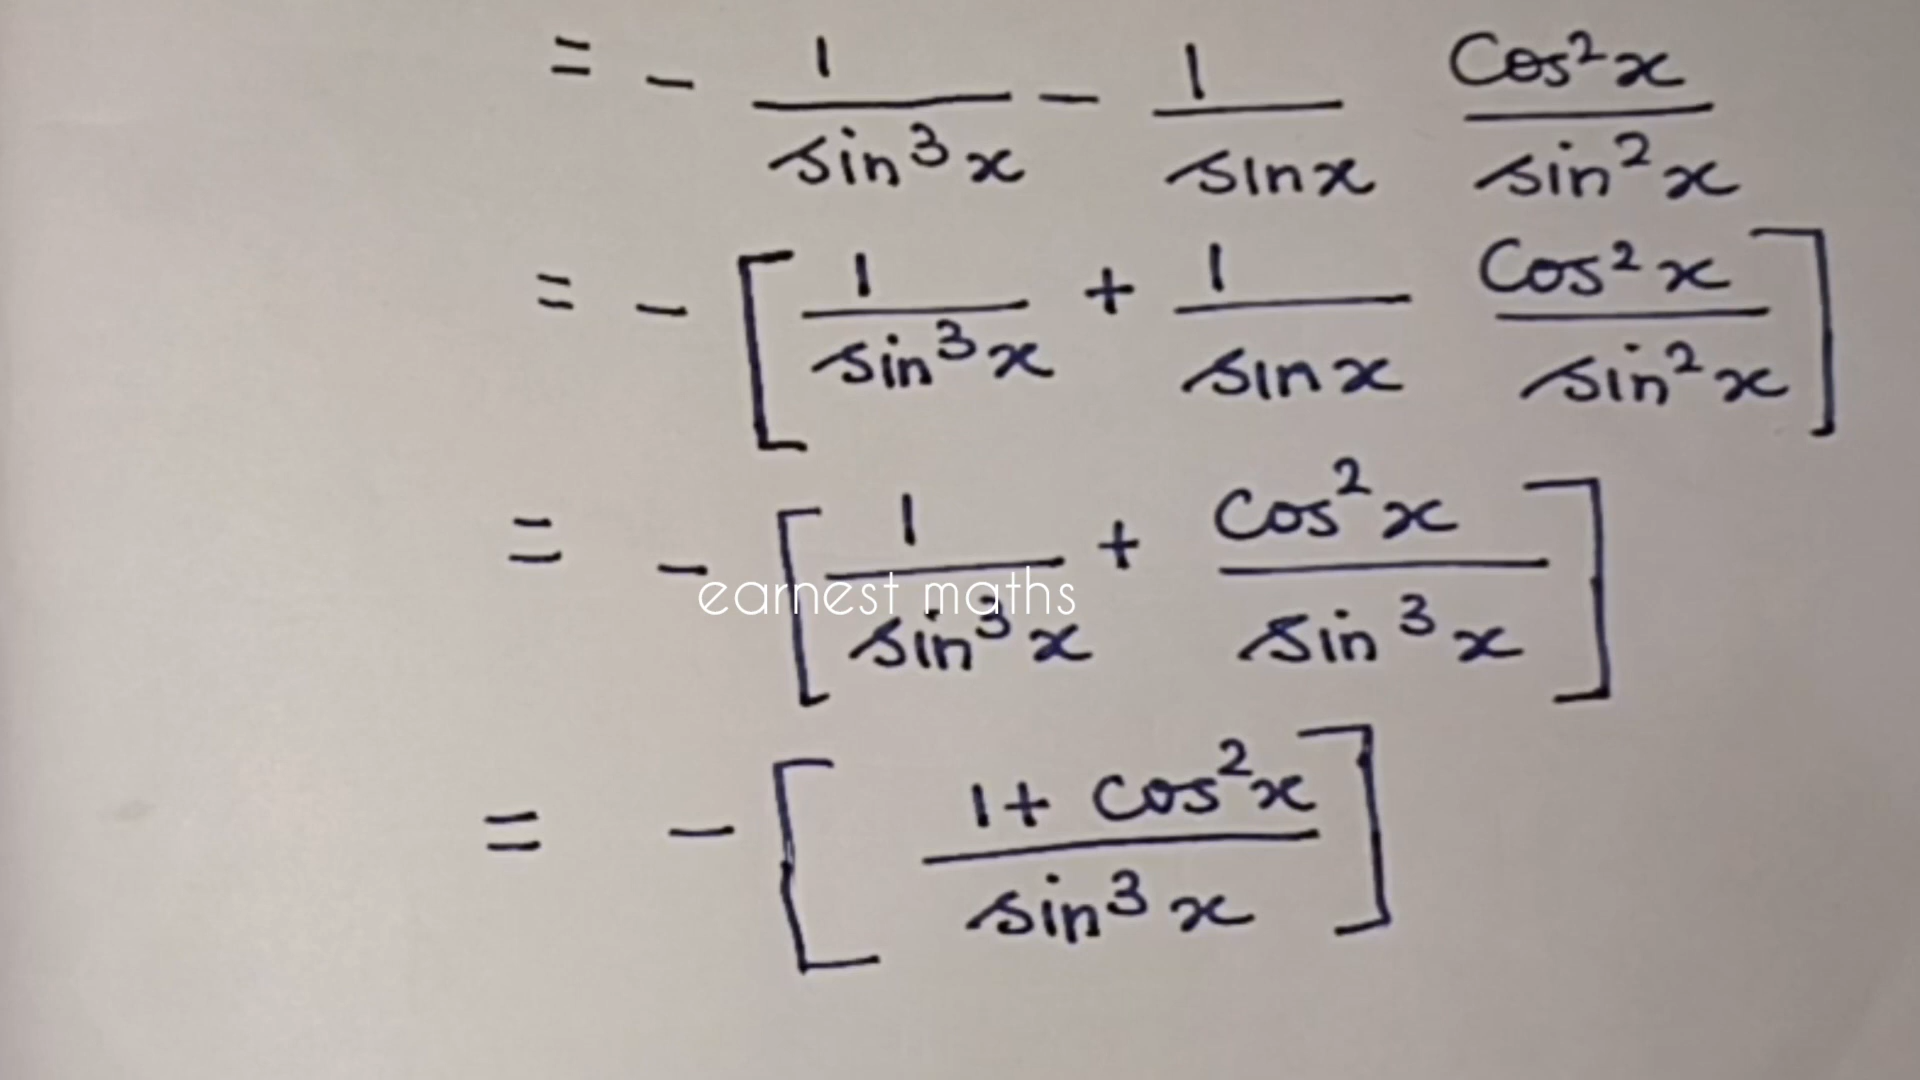 = - 1/sin³x - 1/sinx cos²x/sin²x
= - [ 1/sin³x + 1/sinx cos²x/sin²x ]
= - [ 1/sin³x + cos²x/sin³x ]
earnest maths
= - [ 1 + cos²x/sin³x ]